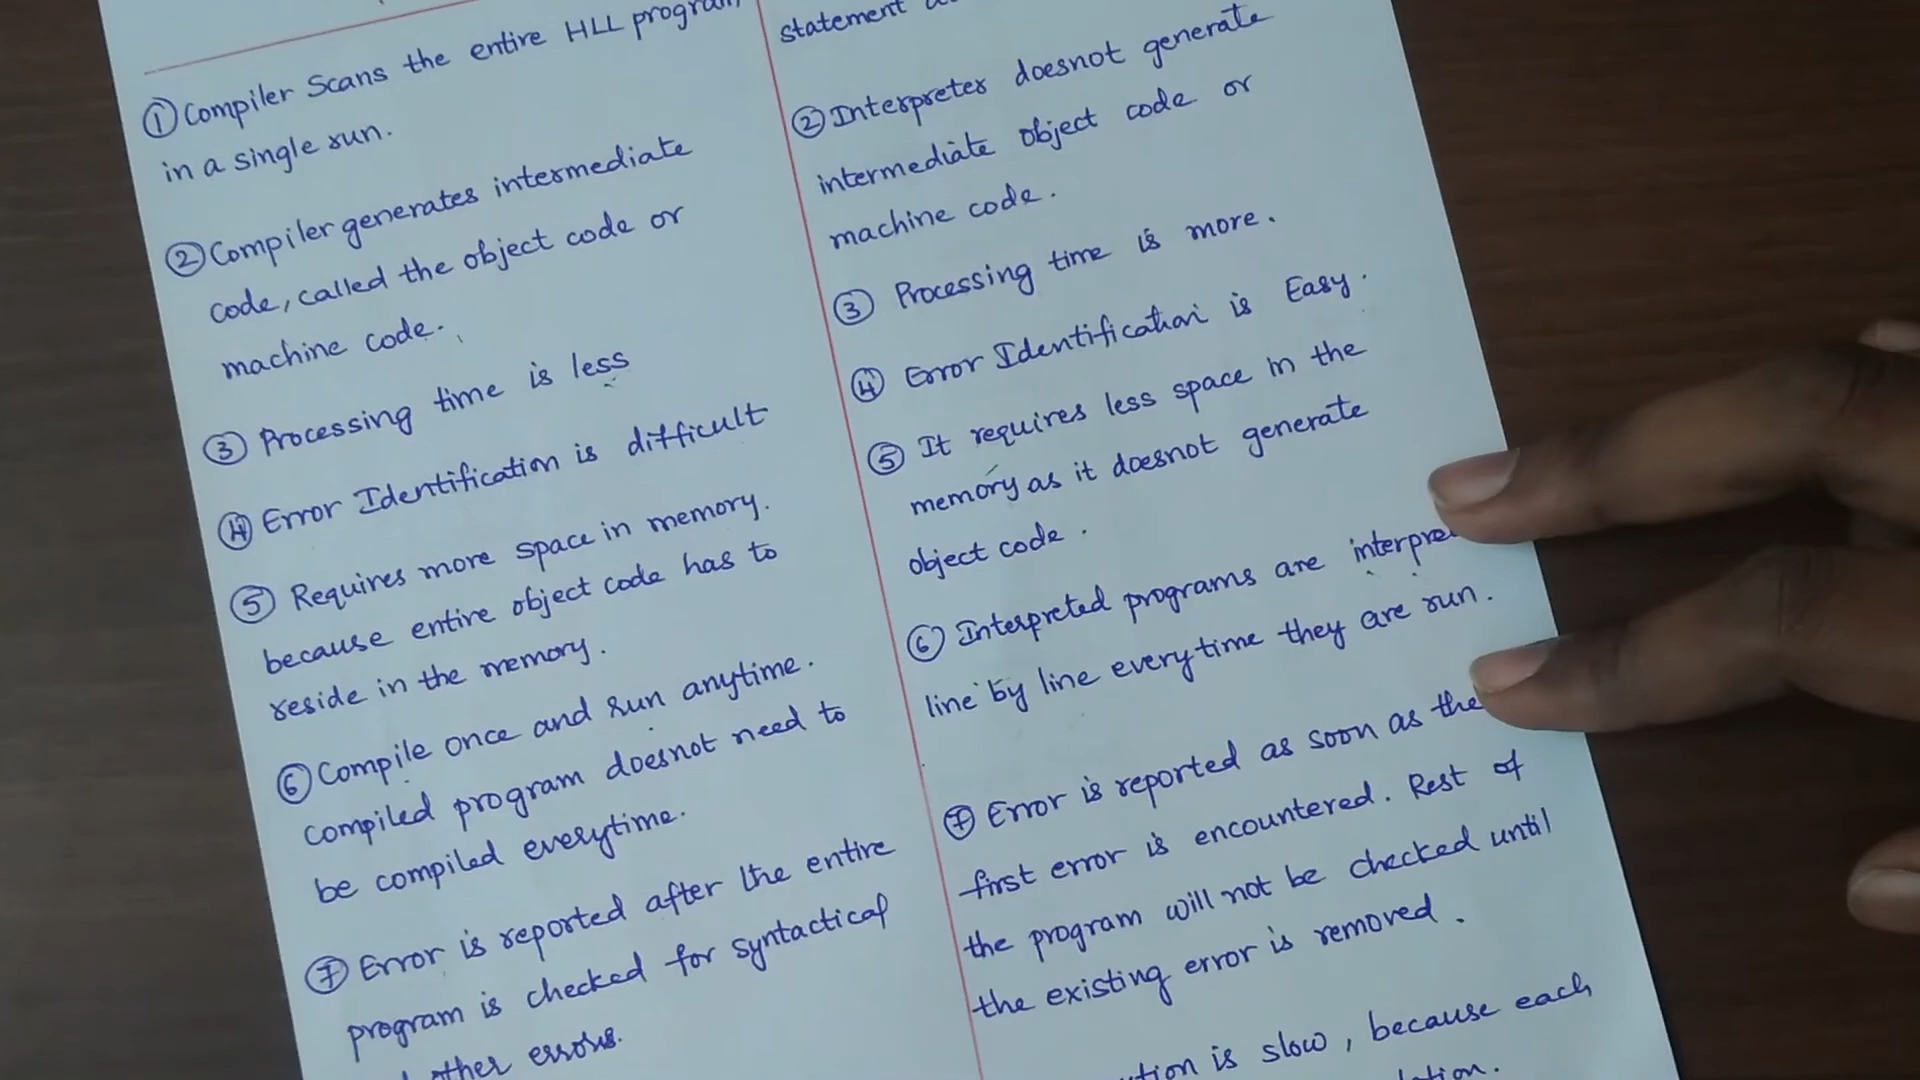 ① Compiler Scans the entire HLL program
in a single run.
② Compiler generates intermediate
code, called the object code or
machine code.
③ Processing time is less
④ Error Identification is difficult
⑤ Requires more space in memory.
because entire object code has to
reside in the memory.
⑥ Compile once and run anytime.
Compiled program doesnot need to
be compiled everytime.
⑦ Error is reported after the entire
program is checked for syntactical
other errors.
statement
② Interpreter doesnot generate
intermediate object code or
machine code.
③ Processing time is more.
④ Error Identification is Easy.
⑤ It requires less space in the
memory as it doesnot generate
object code.
⑥ Interpreted programs are
line by line everytime they are run.
⑦ Error is reported as soon as the
first error is encountered. Rest of
the program will not be checked until
the existing error is removed.
is slow, because each